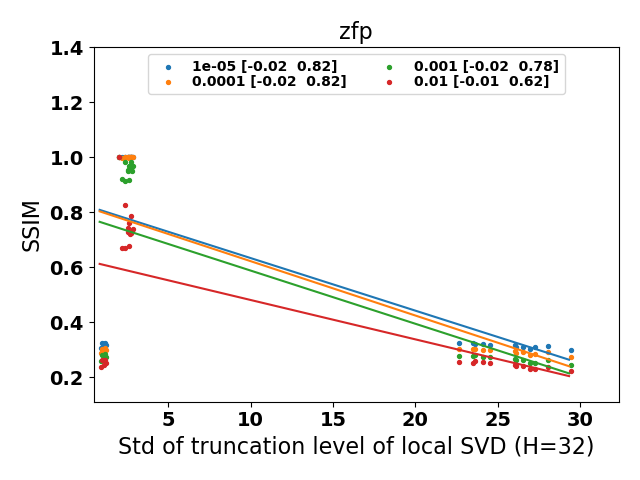 zfp
1e-05 [-0.02  0.82]
0.0001 [-0.02  0.82]
0.001 [-0.02  0.78]
0.01 [-0.01  0.62]
SSIM
1.4
1.2
1.0
0.8
0.6
0.4
0.2
5 10 15 20 25 30
Std of truncation level of local SVD (H=32)